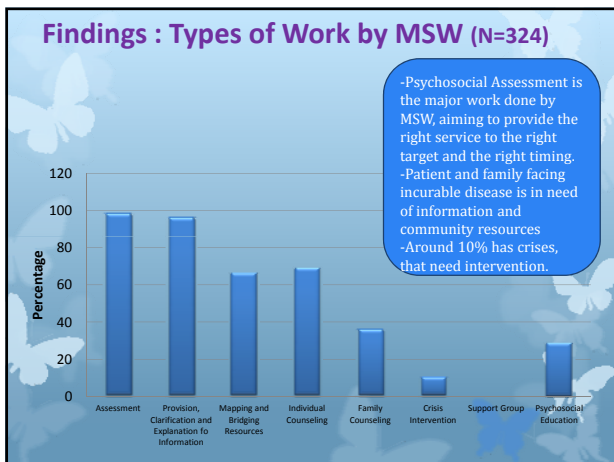 Findings : Types of Work by MSW (N=324)
-Psychosocial Assessment is
the major work done by
MSW, aiming to provide the
right service to the right
target and the right timing.
-Patient and family facing
incurable disease is in need
of information and
community resources
-Around 10% has crises,
that need intervention.
120
100
80
60
40
20
0
Percentage
Assessment
Provision,
Clarification and
Explanation fo
Information
Mapping and
Bridging
Resources
Individual
Counseling
Family
Counseling
Crisis
Intervention
Support Group
Psychosocial
Education